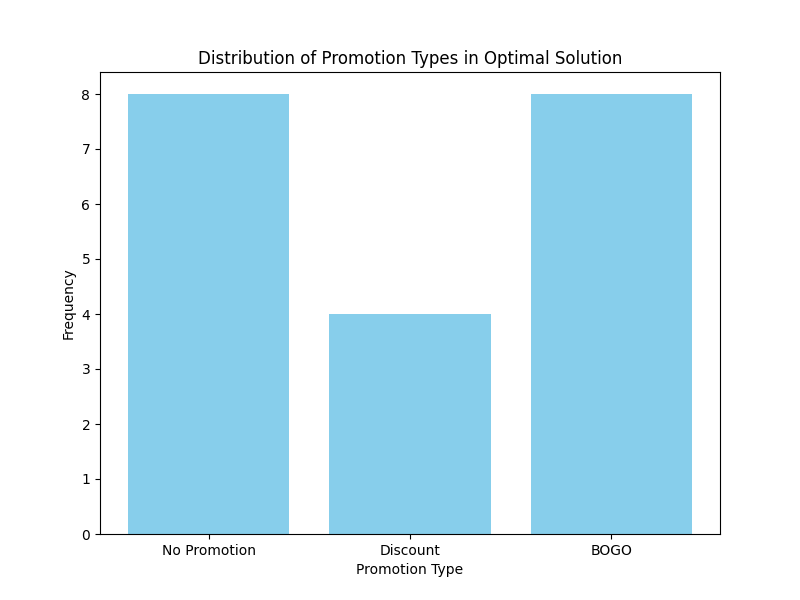 Distribution of Promotion Types in Optimal Solution
8
7
6
5
4
3
2
1
0
Frequency
No Promotion Discount BOGO
Promotion Type